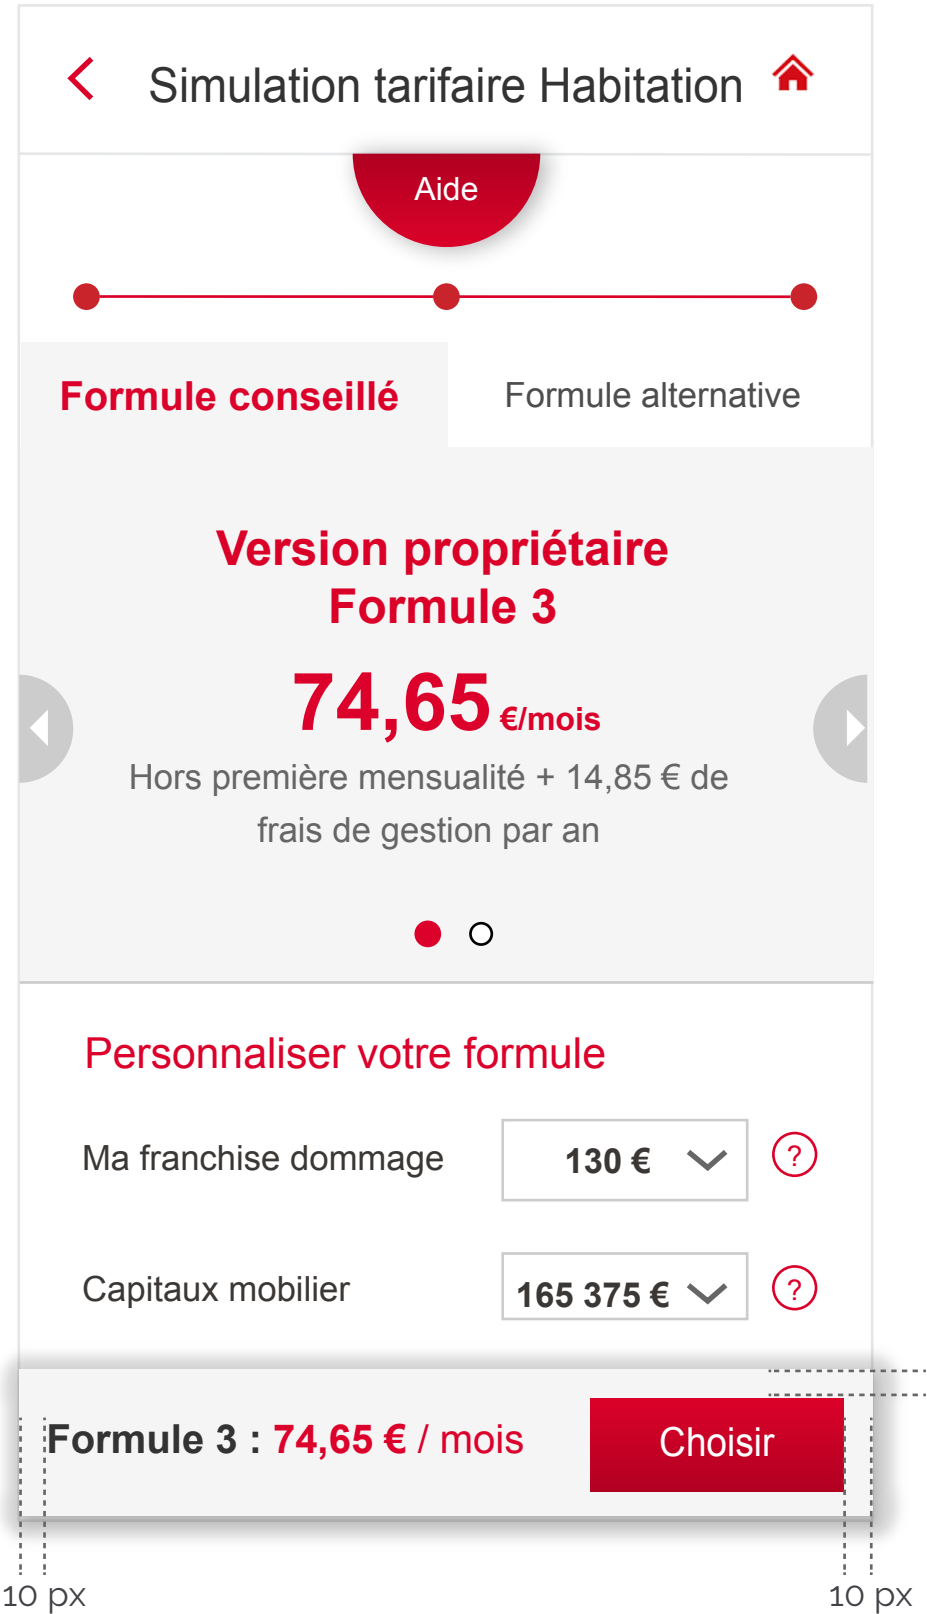 Simulation tarifaire Habitation
Aide
Formule conseillé
Formule alternative
Version propriétaire
Formule 3
74,65 €/mois
Hors première mensualité + 14,85 € de
frais de gestion par an
Personnaliser votre formule
Ma franchise dommage
130 €
?
Capitaux mobilier
165 375 €
?
Formule 3 : 74,65 € / mois
Choisir
10 px
10 px